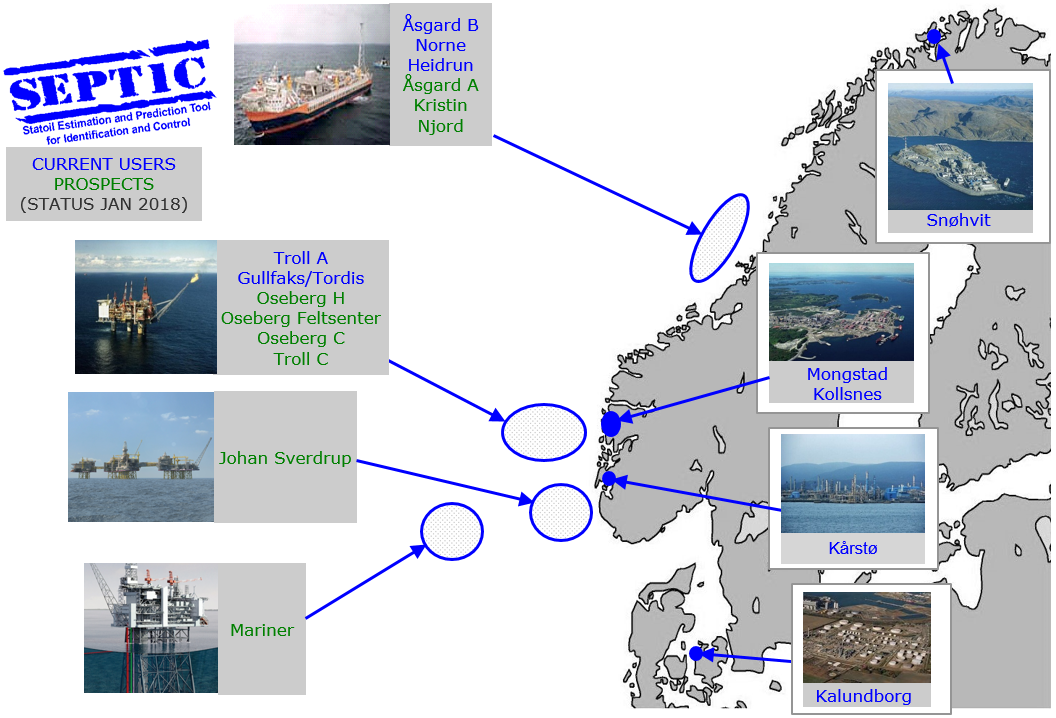 SEPTIC
Statoil Estimation and Prediction Tool
for Identification and Control
CURRENT USERS
PROSPECTS
(STATUS JAN 2018)
Åsgard B
Norne
Heidrun
Åsgard A
Kristin
Njord
Snøhvit
Troll A
Gullfaks/Tordis
Oseberg H
Oseberg Feltsenter
Oseberg C
Troll C
Mongstad
Kollsnes
Johan Sverdrup
Kårstø
Mariner
Kalundborg